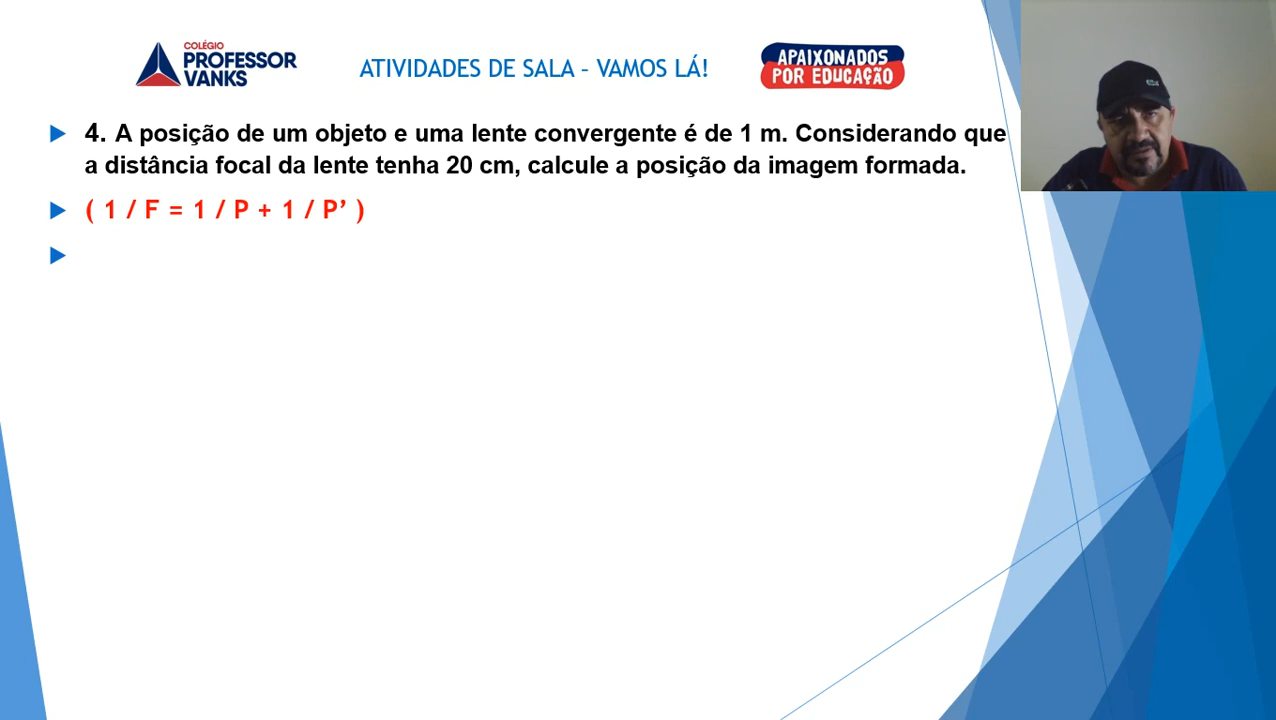 COLÉGIO
PROFESSOR
VANKS
ATIVIDADES DE SALA – VAMOS LÁ!
APAIXONADOS
POR EDUCAÇÃO
4. A posição de um objeto e uma lente convergente é de 1 m. Considerando que
a distância focal da lente tenha 20 cm, calcule a posição da imagem formada.
( 1 / F = 1 / P + 1 / P’ )